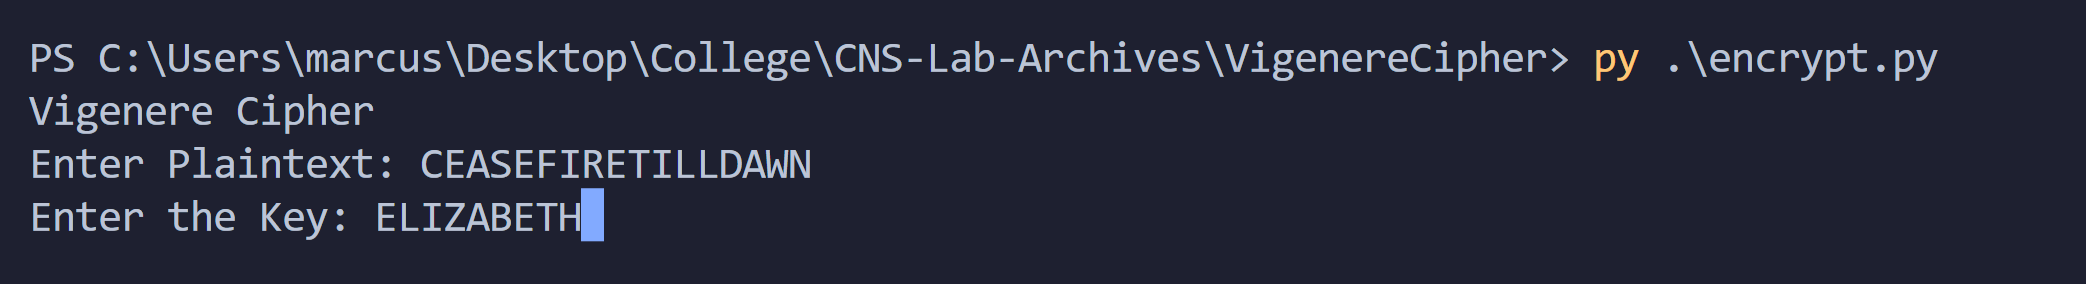 PS C:\Users\marcus\Desktop\College\CNS-Lab-Archives\VigenereCipher> py .\encrypt.py
Vigenere Cipher
Enter Plaintext: CEASEFIRETILLDAWN
Enter the Key: ELIZABETH